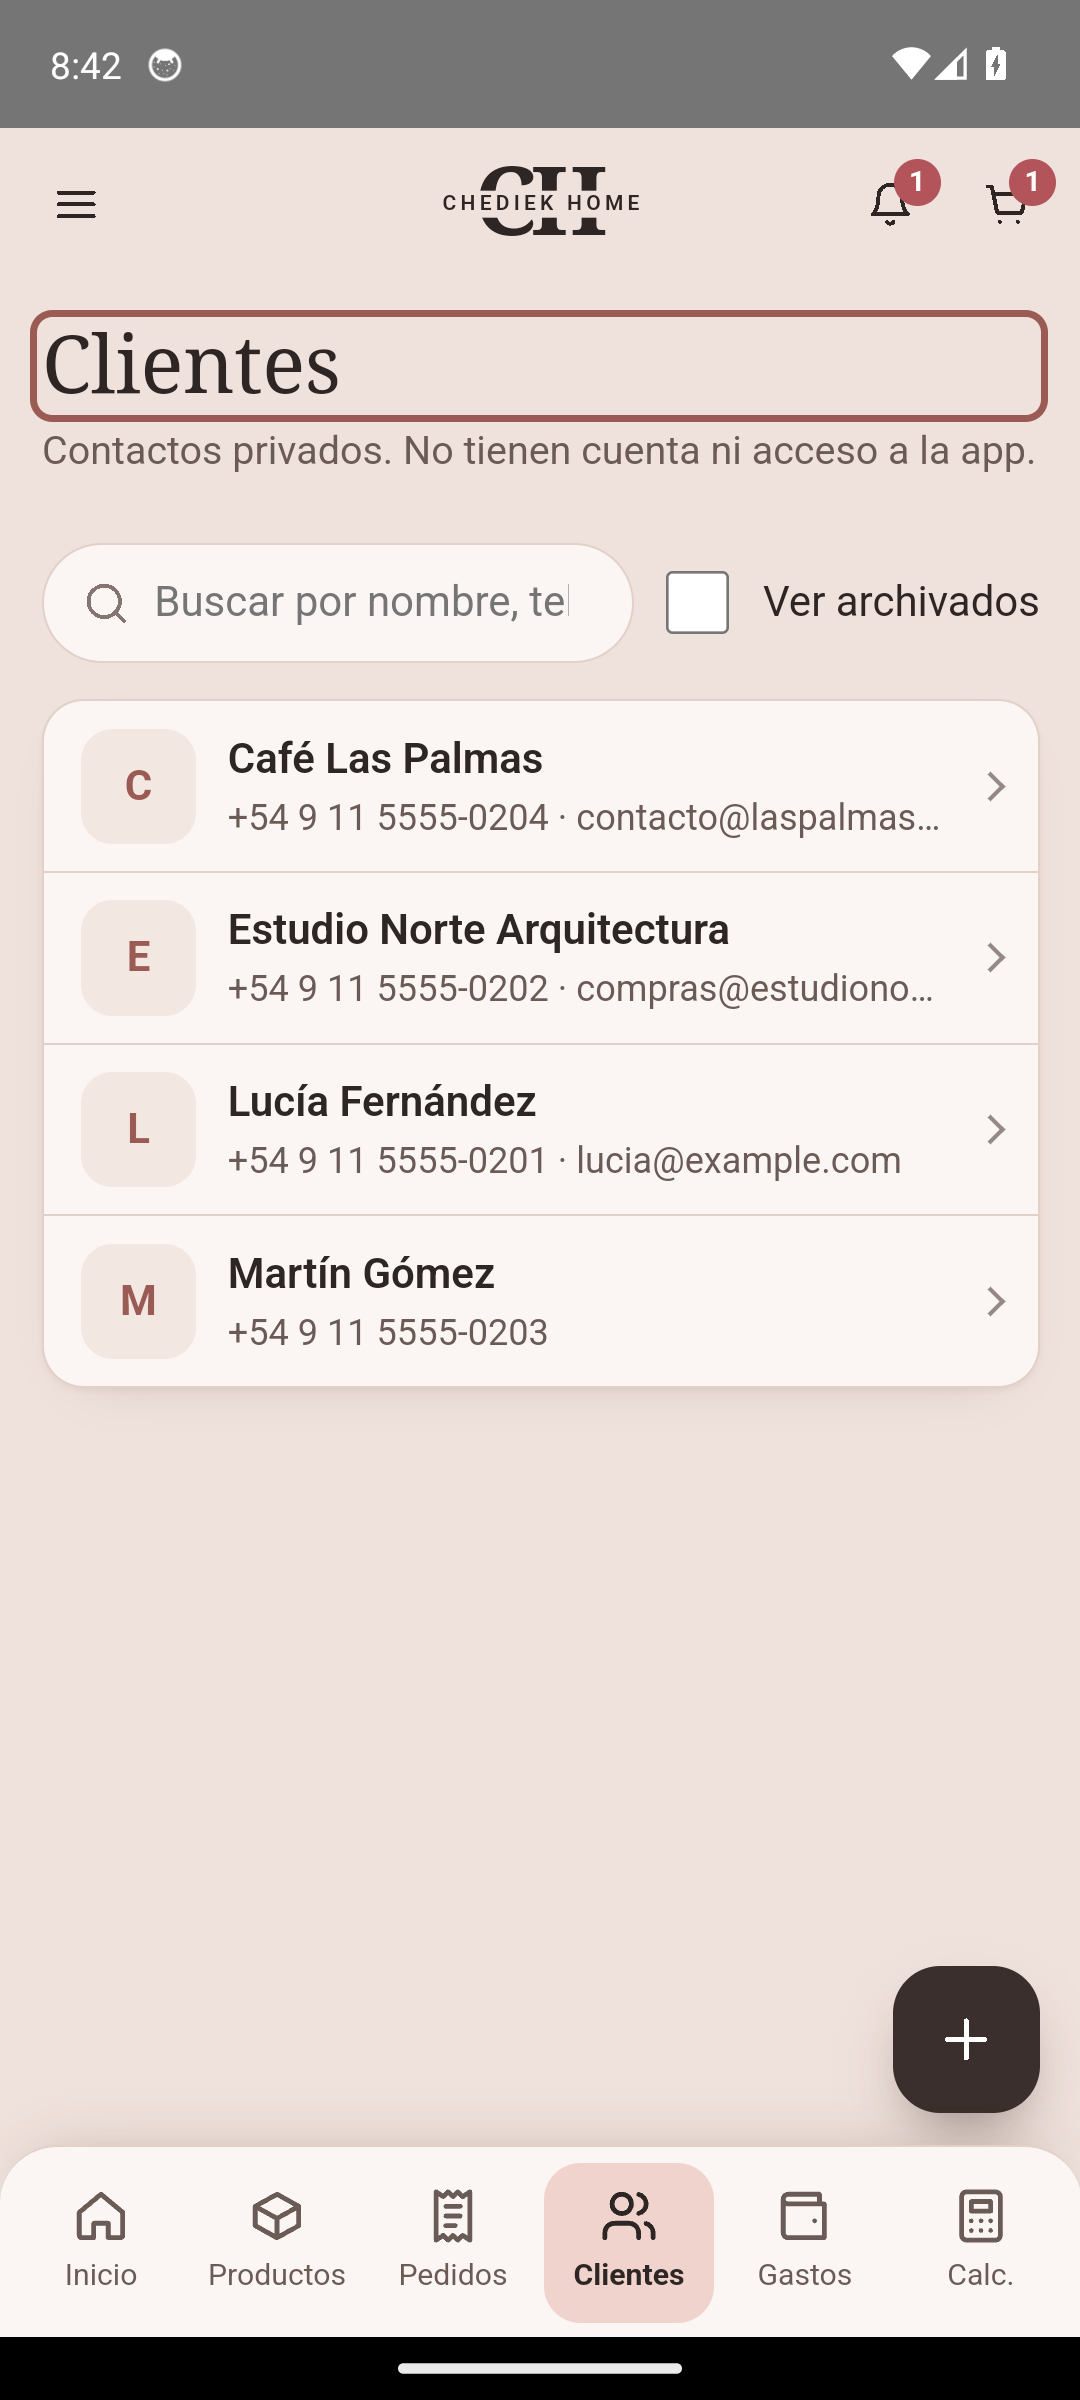 8:42
CH
CHEDIEK HOME
1
1
Clientes
Contactos privados. No tienen cuenta ni acceso a la app.
Buscar por nombre, tel
Ver archivados
C
Café Las Palmas
+54 9 11 5555-0204 · contacto@laspalmas...
E
Estudio Norte Arquitectura
+54 9 11 5555-0202 · compras@estudiono...
L
Lucía Fernández
+54 9 11 5555-0201 · lucia@example.com
M
Martín Gómez
+54 9 11 5555-0203
Inicio
Productos
Pedidos
Clientes
Gastos
Calc.